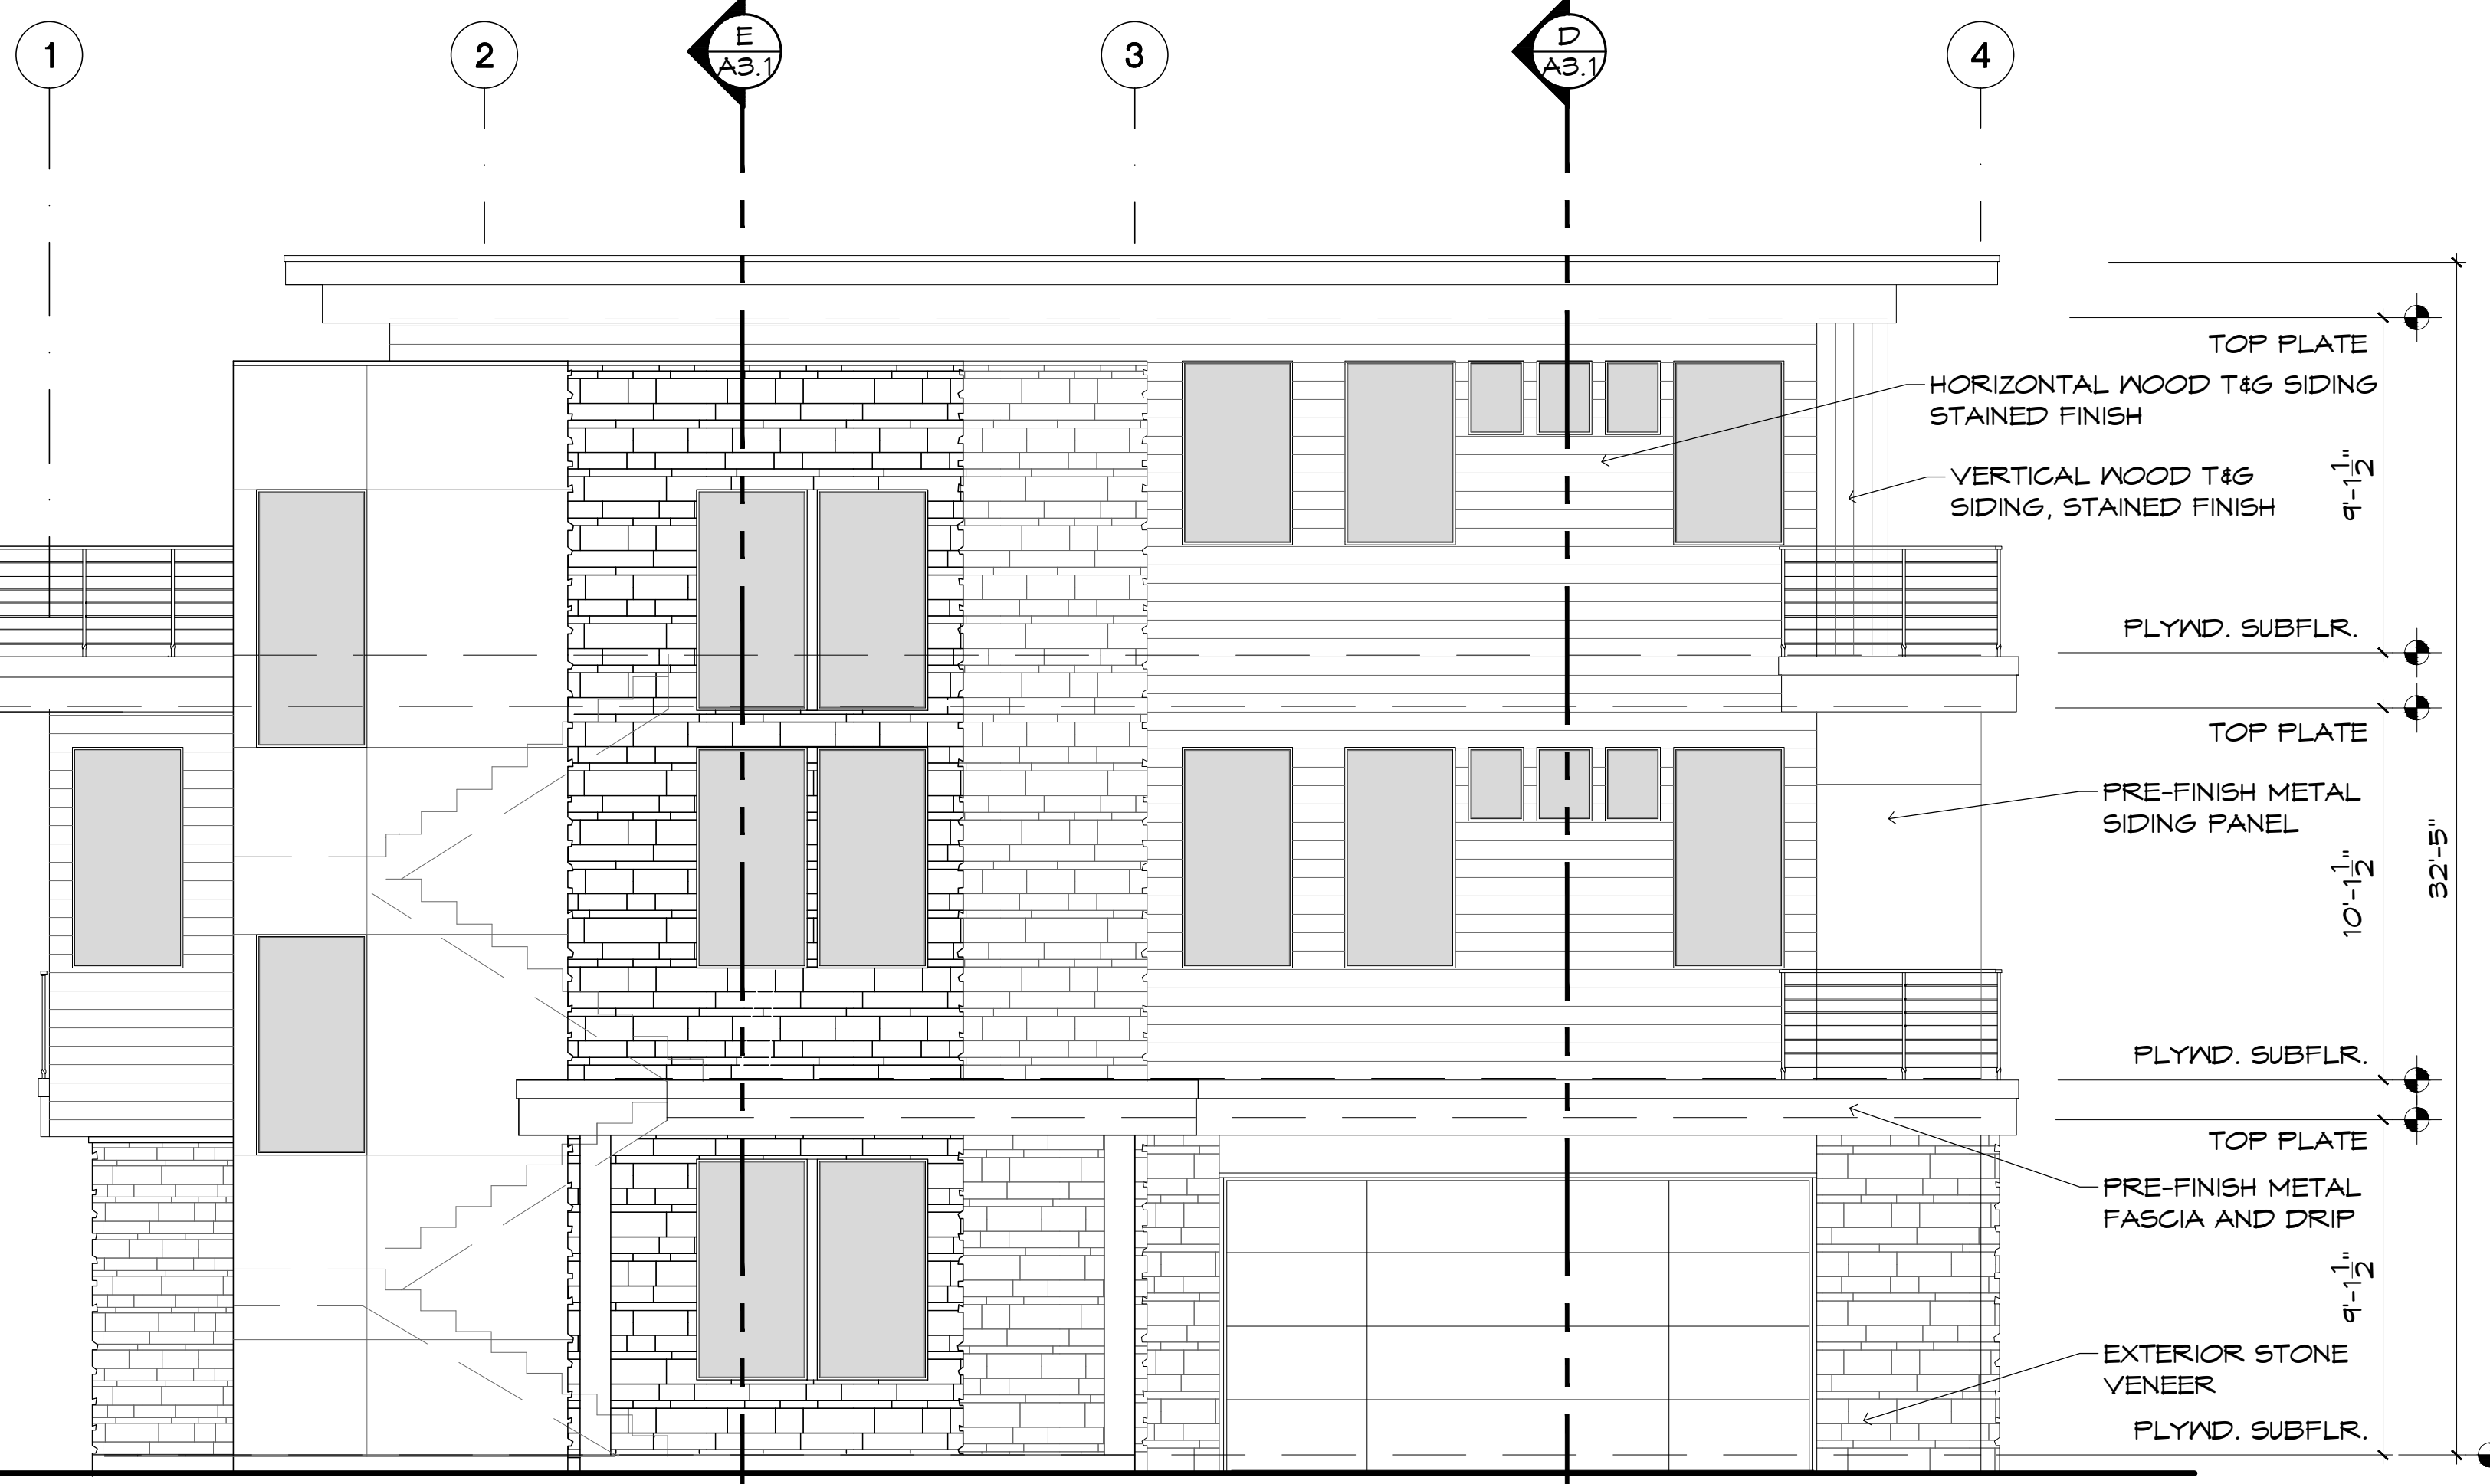 1
2
E
A3.1
3
D
A3.1
4
TOP PLATE
HORIZONTAL WOOD T&G SIDING
STAINED FINISH
VERTICAL WOOD T&G
SIDING, STAINED FINISH
9'-1 1/2"
PLYWD. SUBFLR.
TOP PLATE
PRE-FINISH METAL
SIDING PANEL
10'-1 1/2"
32'-5"
PLYWD. SUBFLR.
TOP PLATE
PRE-FINISH METAL
FASCIA AND DRIP
9'-1 1/2"
EXTERIOR STONE
VENEER
PLYWD. SUBFLR.